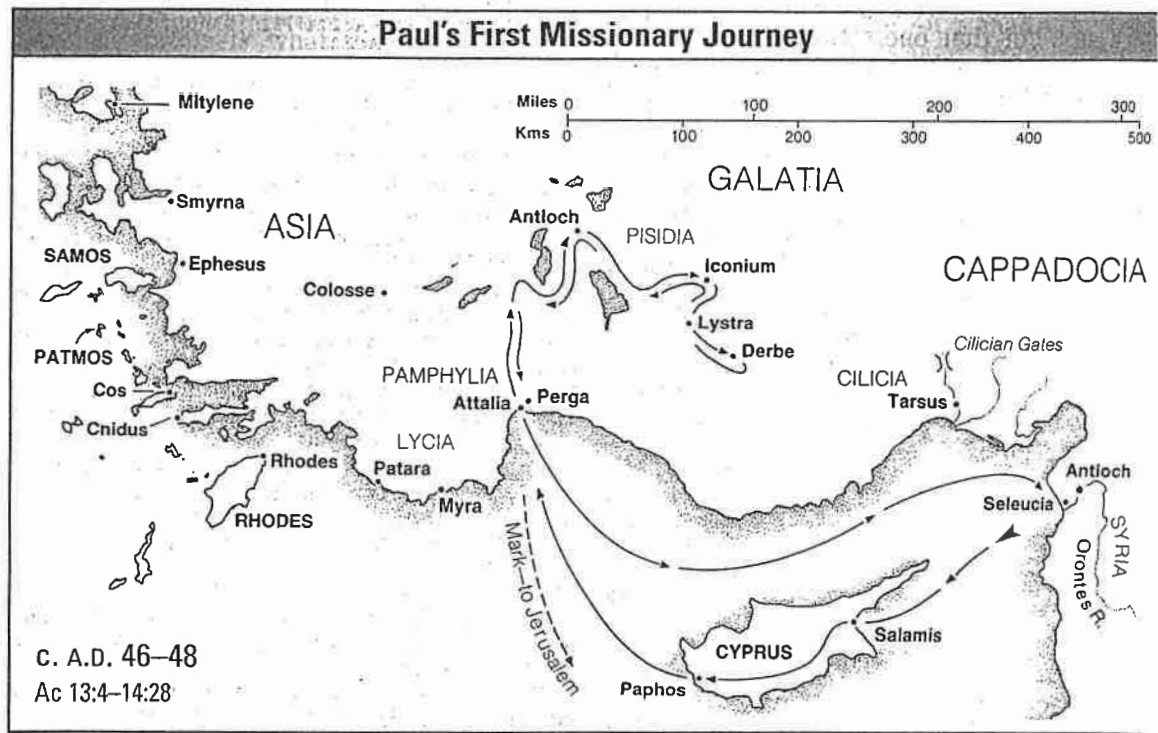 Paul's First Missionary Journey
Mitylene
Miles 0 100 200 300
Kms 0 100 200 300 400 500
GALATIA
Smyrna
ASIA
Antioch
PISIDIA
SAMOS
Ephesus
Iconium
CAPPADOCIA
Colosse
Lystra
PATMOS
Derbe
Cilician Gates
PAMPHYLIA
CILICIA
Cos
Perga
Tarsus
Attalia
Cnidus
LYCIA
Rhodes
Patara
Antioch
Myra
Seleucia
RHODES
SYRIA
Mark—to Jerusalem
Orontes R.
CYPRUS
Salamis
Paphos
C. A.D. 46–48
Ac 13:4–14:28